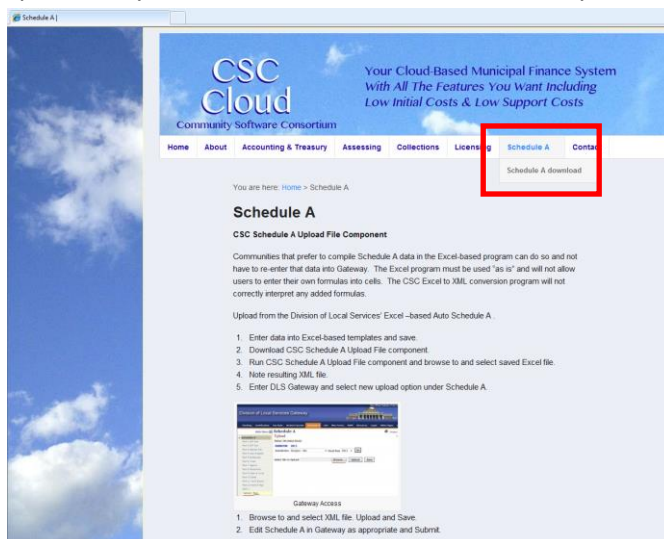 Schedule A |
CSC
Cloud
Community Software Consortium
Your Cloud-Based Municipal Finance System
With All The Features You Want Including
Low Initial Costs & Low Support Costs
Home About Accounting & Treasury Assessing Collections Licensing Schedule A Contact
Schedule A download
You are here: Home > Schedule A
Schedule A
CSC Schedule A Upload File Component
Communities that prefer to compile Schedule A data in the Excel-based program can do so and not
have to re-enter that data into Gateway. The Excel program must be used "as is" and will not allow
users to enter their own formulas into cells. The CSC Excel to XML conversion program will not
correctly interpret any added formulas.
Upload from the Division of Local Services' Excel –based Auto Schedule A .
1. Enter data into Excel-based templates and save.
2. Download CSC Schedule A Upload File component.
3. Run CSC Schedule A Upload File component and browse to and select saved Excel file.
4. Note resulting XML file.
5. Enter DLS Gateway and select new upload option under Schedule A.
Division of Local Services Gateway
Schedule A
Gateway Access
1. Browse to and select XML file. Upload and Save.
2. Edit Schedule A in Gateway as appropriate and Submit.